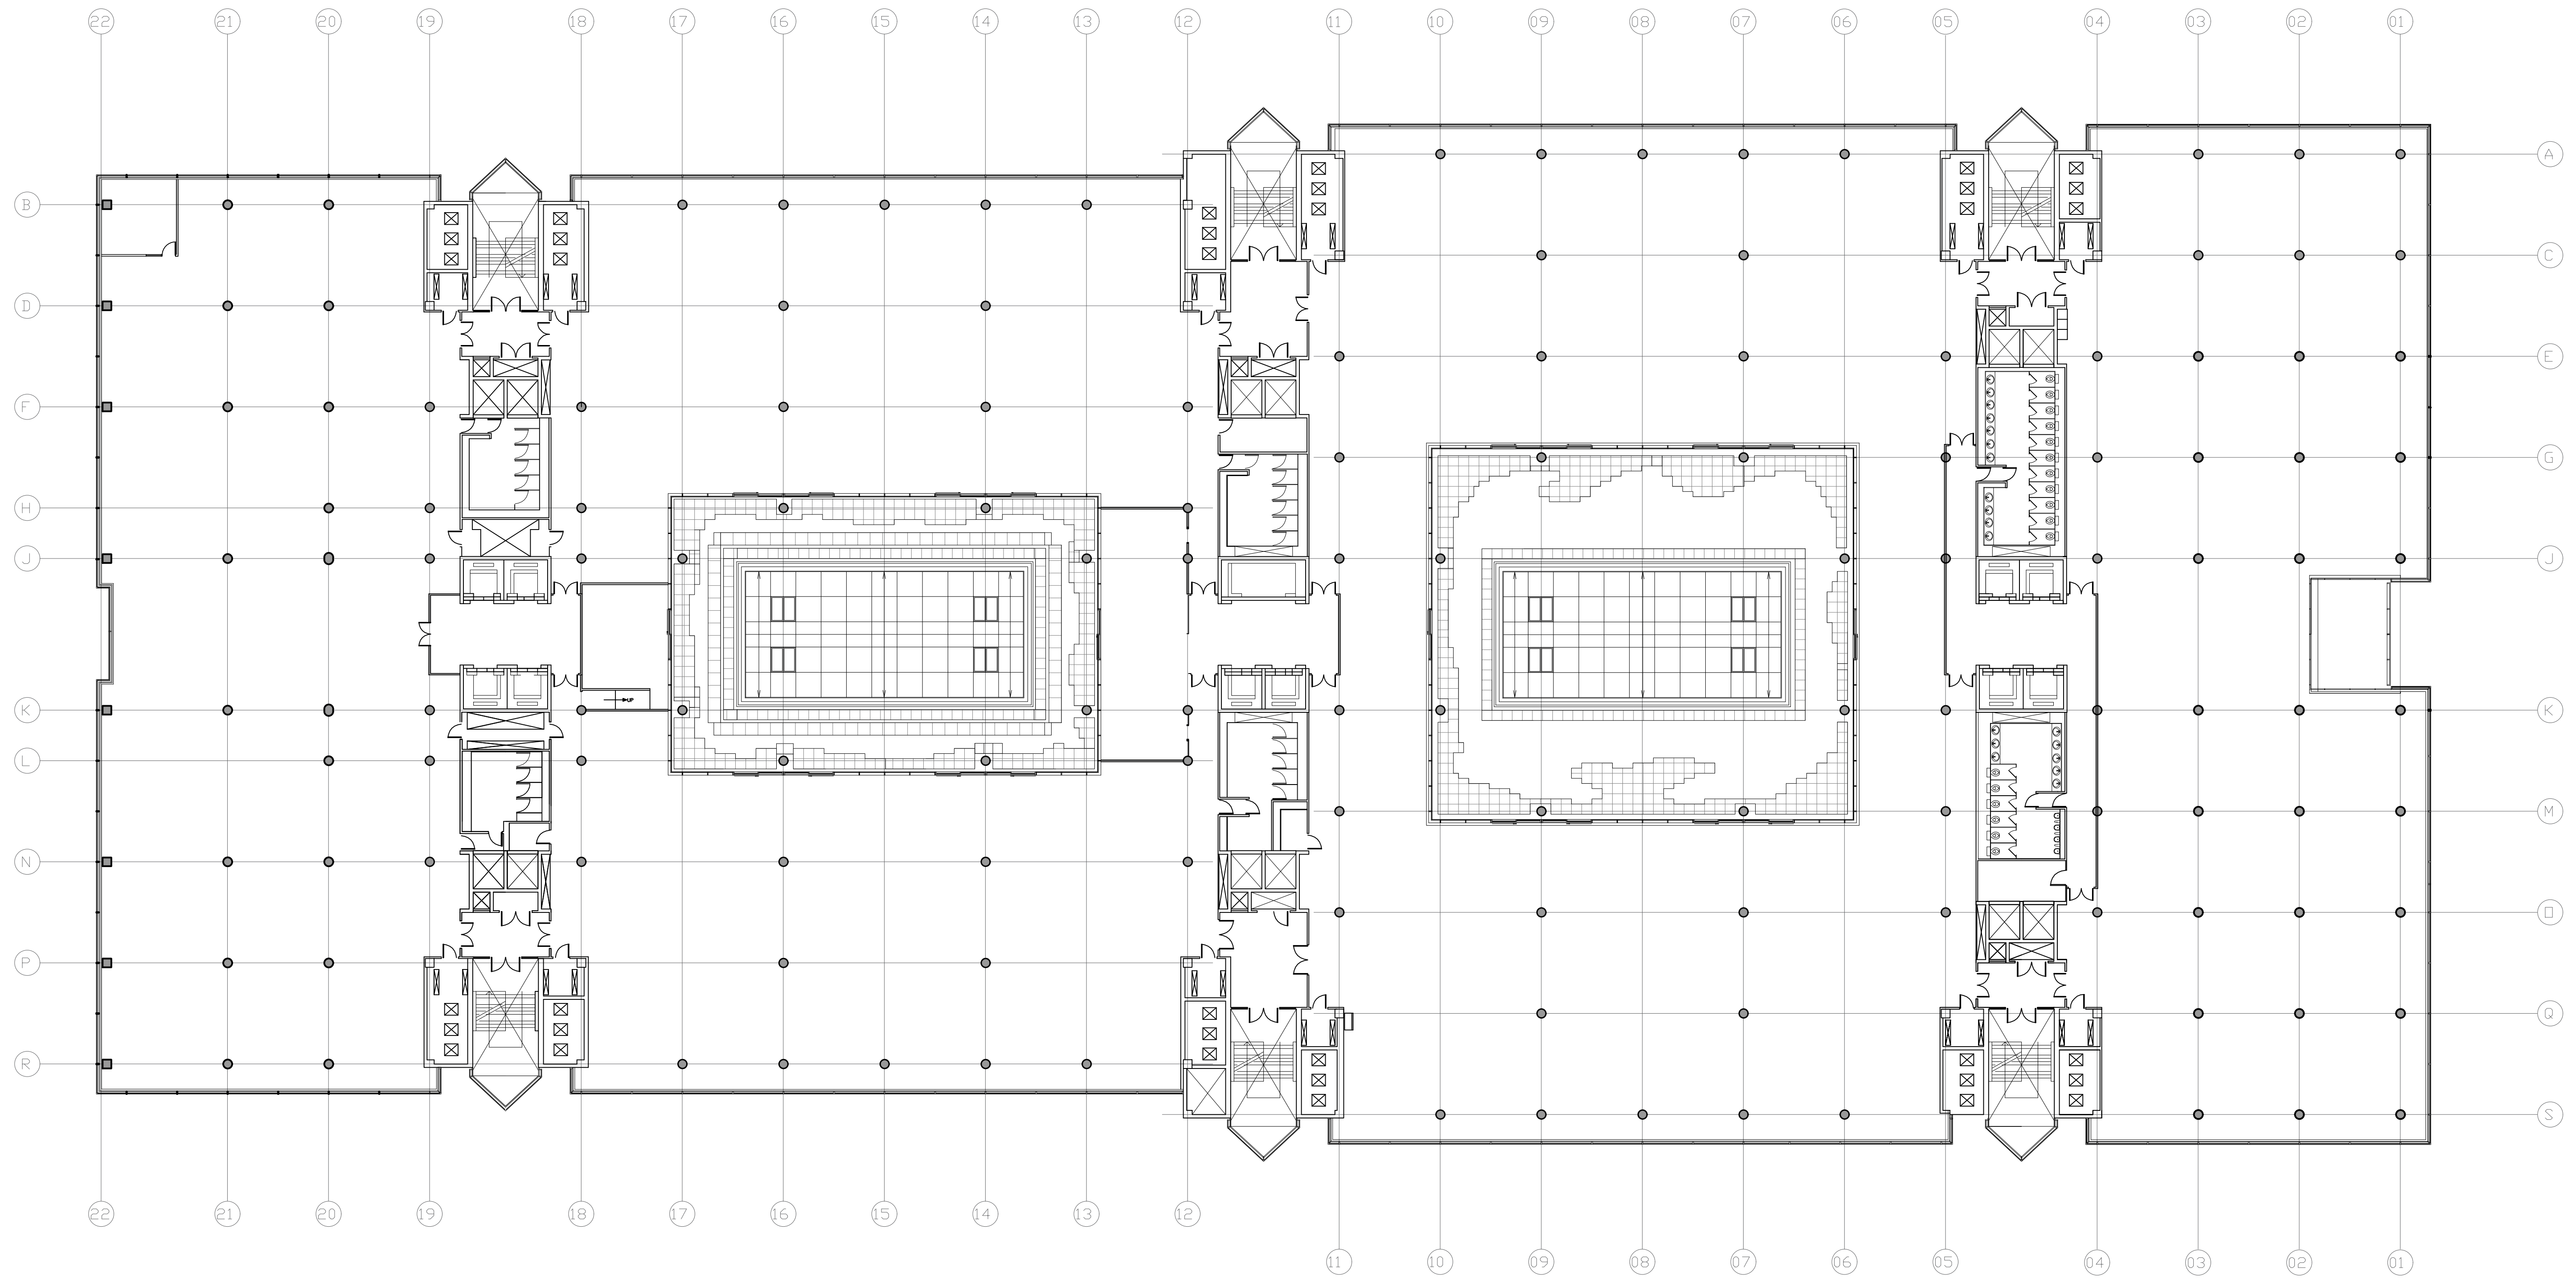 22 21 20 19 18 17 16 15 14 13 12 11 10 09 08 07 06 05 04 03 02 01
A
B
C
D
E
F
G
H
J J
UP
K K
L
M
N
O
P
Q
R
S
22 21 20 19 18 17 16 15 14 13 12
11 10 09 08 07 06 05 04 03 02 01